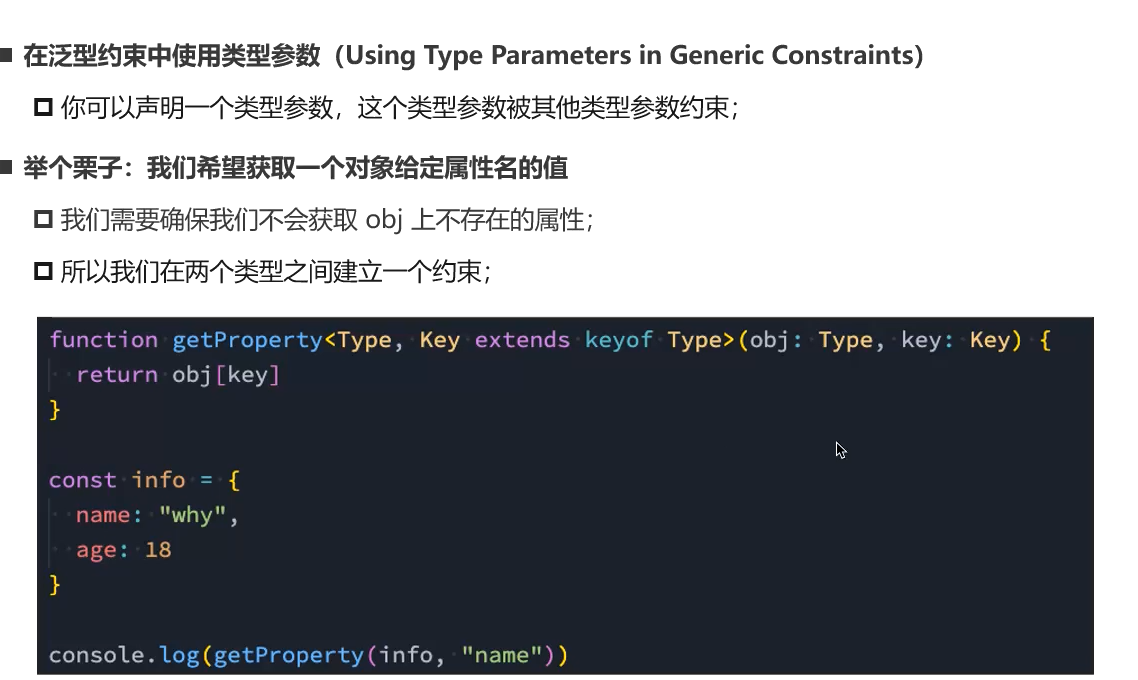 在泛型约束中使用类型参数（Using Type Parameters in Generic Constraints）
你可以声明一个类型参数，这个类型参数被其他类型参数约束；
举个栗子：我们希望获取一个对象给定属性名的值
我们需要确保我们不会获取 obj 上不存在的属性；
所以我们在两个类型之间建立一个约束；
function getProperty<Type, Key extends keyof Type>(obj: Type, key: Key) {
  return obj[key]
}
const info = {
  name: "why",
  age: 18
}
console.log(getProperty(info, "name"))